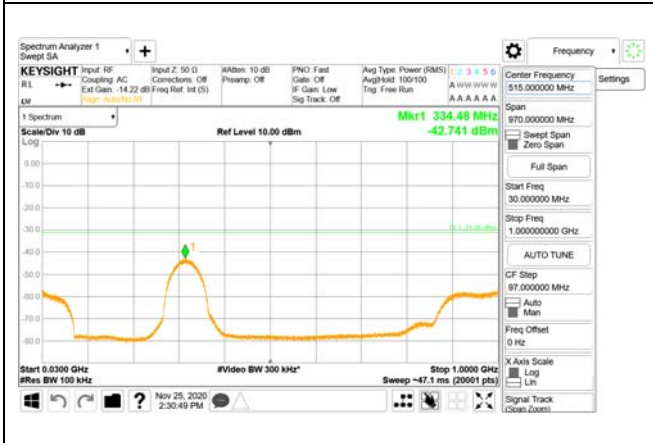 Spectrum Analyzer 1
Swept SA
Frequency
KEYSIGHT
Input: RF
Coupling: AC
Ext Gain: -14.22 dB
Align: Auto/No RF
Input Z: 50 Ω
Corrections: Off
Freq Ref: Int (S)
#Atten: 10 dB
Preamp: Off
PNO: Fast
Gate: Off
IF Gain: Low
Sig Track: Off
Avg Type: Power (RMS)
Avg|Hold: 100/100
Trig: Free Run
1 2 3 4 5 6
A W W W W W
A A A A A A
RL
1 Spectrum
Scale/Div 10 dB
Log
Ref Level 10.00 dBm
Mkr1 334.48 MHz
-42.741 dBm
0.00
-10.0
-20.0
-30.0
-40.0
-50.0
-60.0
-70.0
-80.0
1
Start 0.0300 GHz
#Res BW 100 kHz
#Video BW 300 kHz*
Stop 1.0000 GHz
Sweep ~47.1 ms (20001 pts)
Nov 25, 2020
2:30:49 PM
Center Frequency
515.000000 MHz
Settings
Span
970.000000 MHz
Swept Span
Zero Span
Full Span
Start Freq
30.000000 MHz
Stop Freq
1.000000000 GHz
AUTO TUNE
CF Step
97.000000 MHz
Auto
Man
Freq Offset
0 Hz
X Axis Scale
Log
Lin
Signal Track
(Span Zoom)